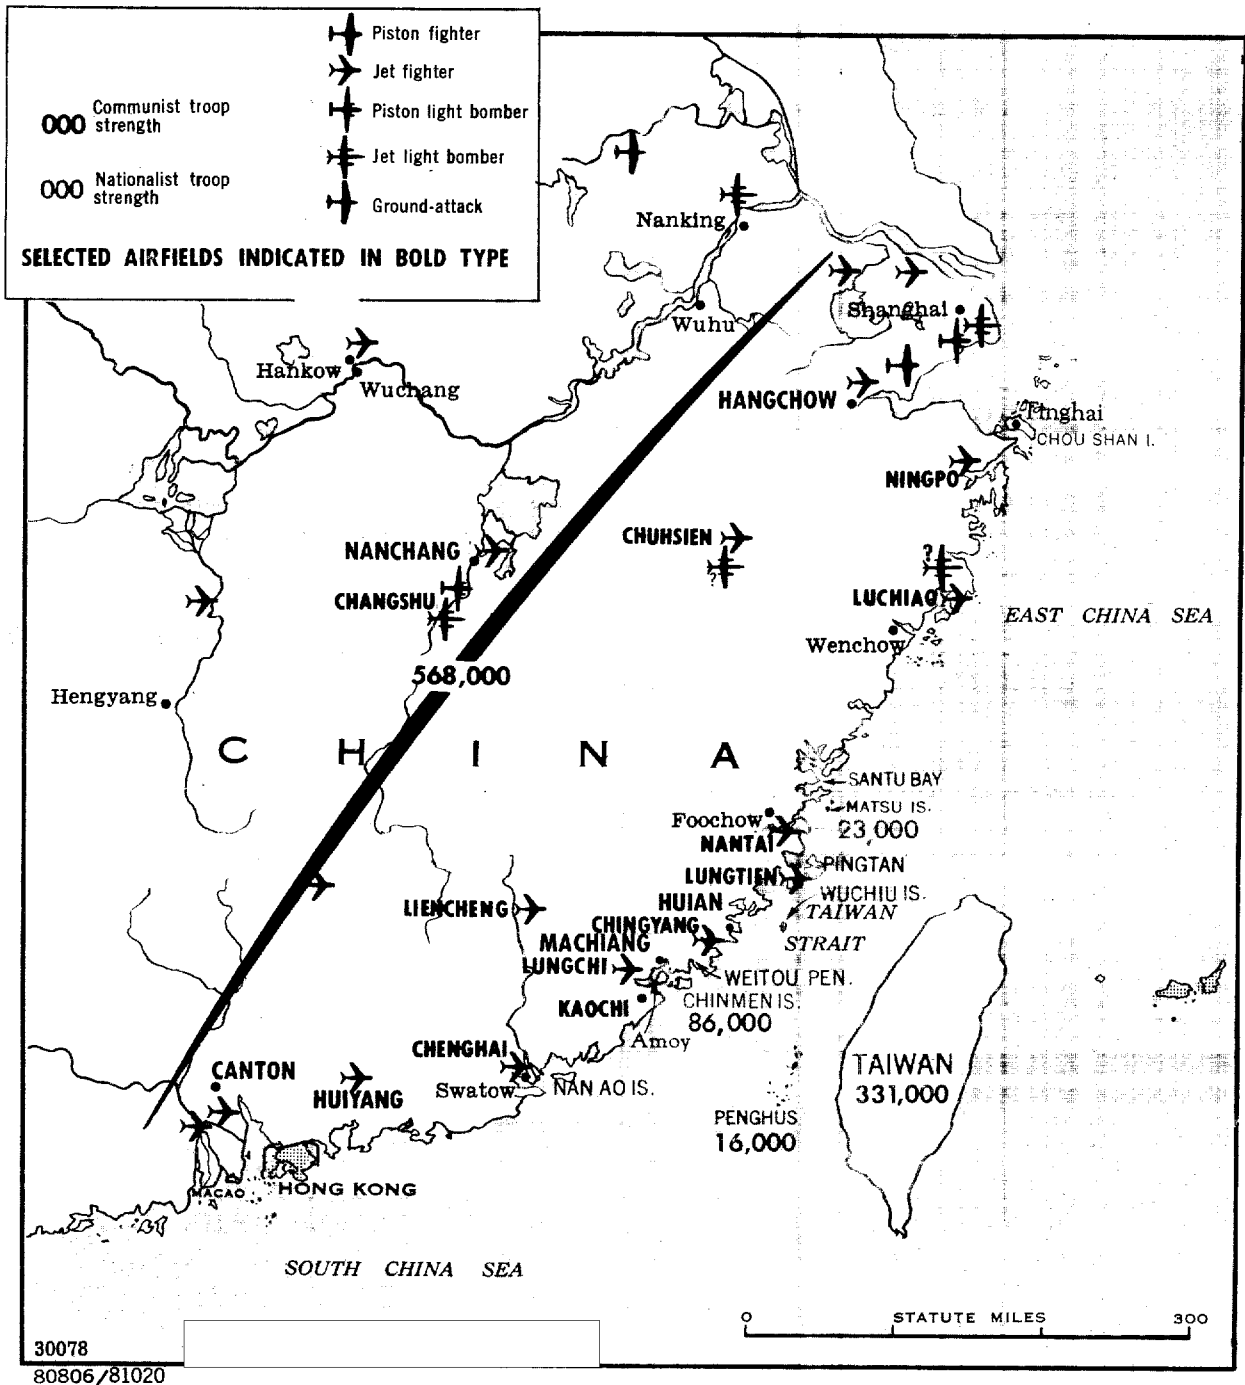 Piston fighter
Jet fighter
Piston light bomber
Jet light bomber
Ground-attack
000 Communist troop
strength
000 Nationalist troop
strength
SELECTED AIRFIELDS INDICATED IN BOLD TYPE
Nanking
Wuhu
Shanghai
Hankow
Wuchang
HANGCHOW
Tinghai
CHOU SHAN I.
NINGPO
CHUHSIEN
?
NANCHANG
CHANGSHU
?
LUCHIAO
EAST CHINA SEA
Wenchow
568,000
Hengyang
CHINA
SANTU BAY
MATSU IS.
23,000
Foochow
NANTAI
PINGTAN
LUNGTIEN
WUCHIU IS.
HUIAN
TAIWAN
STRAIT
LIENCHENG
CHINGYANG
MACHIANG
LUNGCHI
WEITOU PEN.
KAOCHI
CHINMEN IS.
86,000
Amoy
CHENGHAI
Swatow
NAN AO IS.
TAIWAN
331,000
PENGHUS
16,000
CANTON
HUIYANG
MACAO
HONG KONG
SOUTH CHINA SEA
0 STATUTE MILES 300
30078
80806/81020